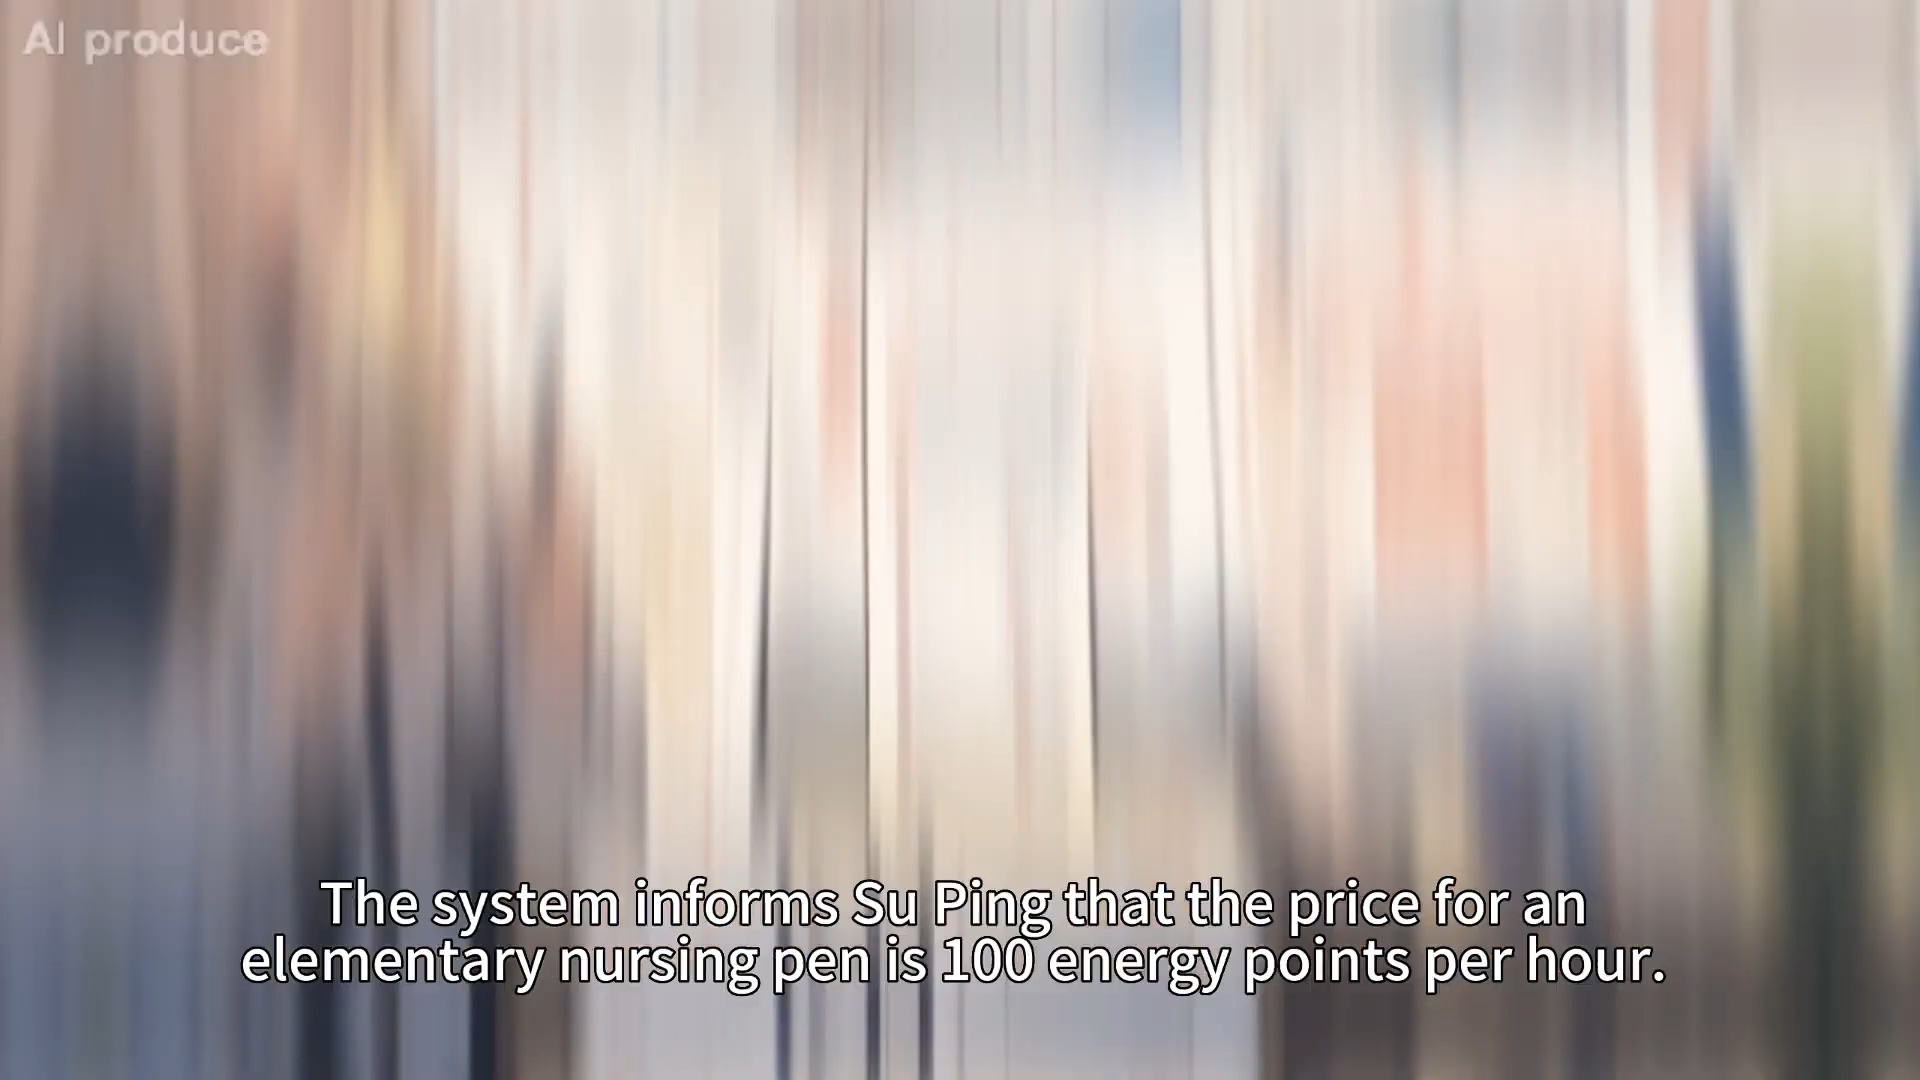 AI produce
The system informs Su Ping that the price for an
elementary nursing pen is 100 energy points per hour.